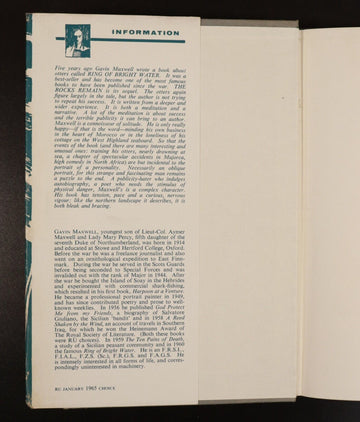 INFORMATION
Five years ago Gavin Maxwell wrote a book about
otters called RING OF BRIGHT WATER. It was a
best-seller and has become one of the most famous
books to have been published since the war. THE
ROCKS REMAIN is its sequel. The otters again
figure largely in the tale, but the author is not trying
to repeat his success. It is written from a deeper and
wider experience. It is both a meditation and a
narrative. A lot of the meditation is about success
and the terrible publicity it can bring to an author.
Maxwell is a connoisseur of solitude. He is only really
happy—if that is the word—minding his own business
in the heart of Morocco or in the loneliness of his
cottage on the West Highland seaboard. So that the
events of the book (and there are many interesting and
unusual ones: training his otters, nearly drowning at
sea, a chapter of spectacular accidents in Majorca,
high comedy in North Africa) are but incidental to the
portrait of a personality. Necessarily an oblique
portrait, for this strange and fascinating man remains
a puzzle to the end. A publicity-hater who indulges
autobiography, a poet who needs the stimulus of
physical danger, Maxwell is a complex character.
His book has tension, pace and a curious, nervous
vigour; like the northern landscape it describes, it is
both bleak and bracing.
GAVIN MAXWELL, youngest son of Lieut-Col. Aymer
Maxwell and Lady Mary Percy, fifth daughter of the
seventh Duke of Northumberland, was born in 1914
and educated at Stowe and Hertford College, Oxford.
Before the war he was a freelance journalist and also
went on an ornithological expedition to East Finn-
mark. During the war he served in the Scots Guards
before being seconded to Special Forces and was
invalided out with the rank of Major in 1944. After
the war he bought the Island of Soay in the Hebrides
and experimented with commercial shark-fishing,
which resulted in his first book, Harpoon at a Venture.
He became a professional portrait painter in 1949,
and has since contributed poetry and prose to well-
known weeklies. In 1956 he published God Protect
Me from my Friends, a biography of Salvatore
Giuliano, the Sicilian 'bandit' and in 1958 A Reed
Shaken by the Wind, an account of travels in Southern
Iraq, for which he won the Heinemann Award of
The Royal Society of Literature. (Both these books
were RU choices). In 1959 The Ten Pains of Death,
a study of a Sicilian peasant community and in 1960
the famous Ring of Bright Water. He is an F.R.S.L.,
F.I.A.L., F.Z.S. (Sc.), F.R.G.S. and F.A.G.S. He
is intensely interested in all forms of life, and corres-
pondingly uninterested in machinery.
RU JANUARY 1965 CHOICE